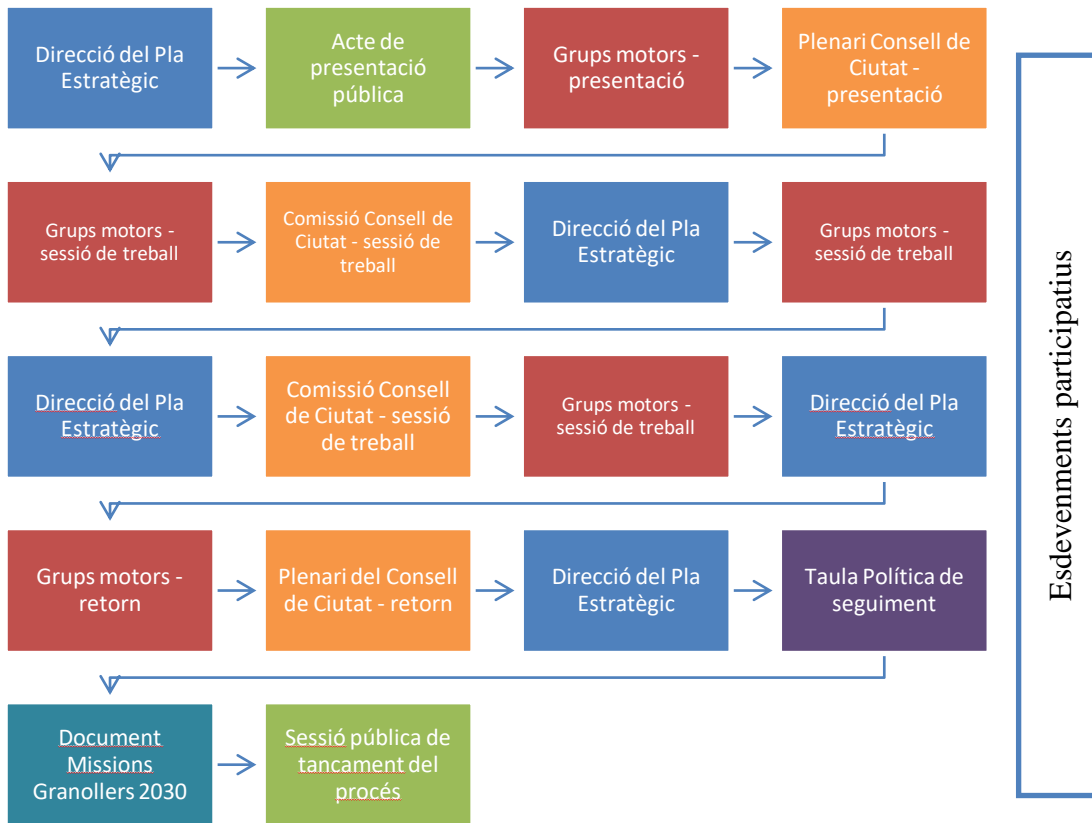 Direcció del Pla
Estratègic
Acte de
presentació
pública
Grups motors -
presentació
Plenari Consell de
Ciutat -
presentació
Grups motors -
sessió de treball
Comissió Consell de
Ciutat - sessió de
treball
Direcció del Pla
Estratègic
Grups motors -
sessió de treball
Direcció del Pla
Estratègic
Comissió Consell
de Ciutat - sessió
de treball
Grups motors -
sessió de treball
Direcció del Pla
Estratègic
Grups motors -
retorn
Plenari del Consell
de Ciutat - retorn
Direcció del Pla
Estratègic
Taula Política de
seguiment
Document
Missions
Granollers 2030
Sessió pública de
tancament del
procés
Esdevenments participatius